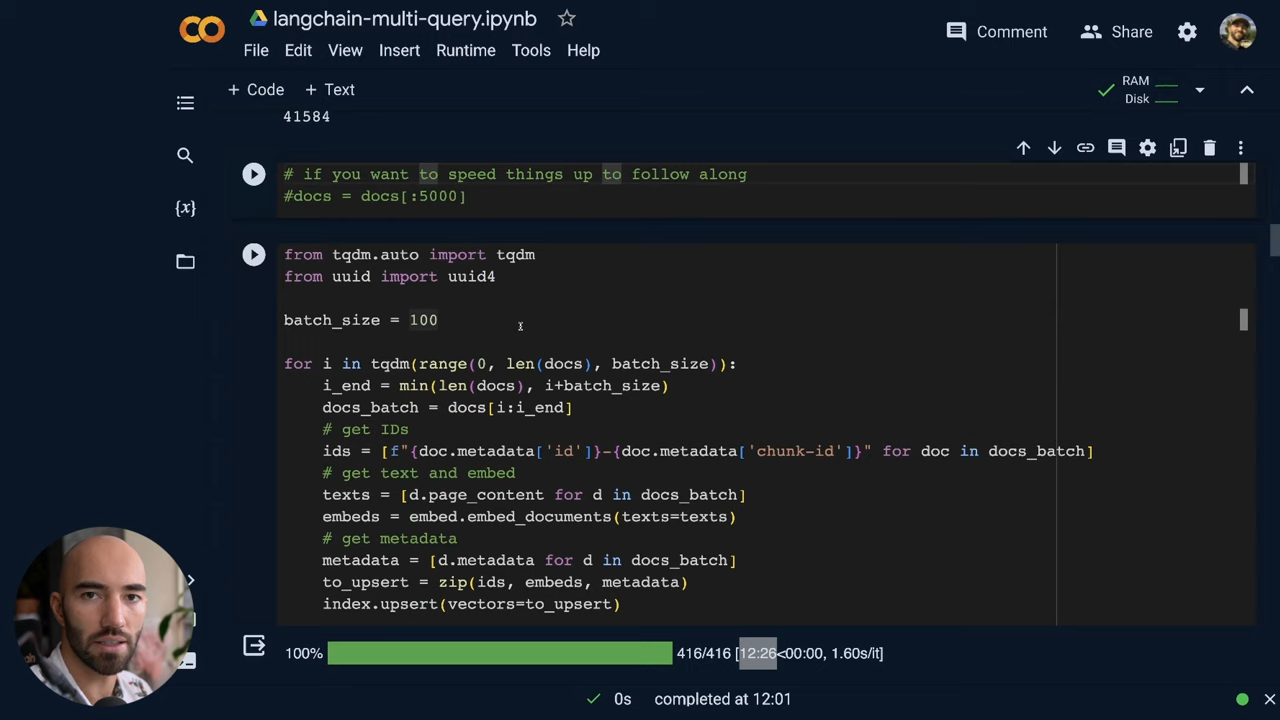 langchain-multi-query.ipynb
File Edit View Insert Runtime Tools Help
Comment Share
+ Code + Text
RAM
Disk
41584
# if you want to speed things up to follow along
#docs = docs[:5000]
{x}
from tqdm.auto import tqdm
from uuid import uuid4
batch_size = 100
for i in tqdm(range(0, len(docs), batch_size)):
    i_end = min(len(docs), i+batch_size)
    docs_batch = docs[i:i_end]
    # get IDs
    ids = [f"{doc.metadata['id']}-{doc.metadata['chunk-id']}" for doc in docs_batch]
    # get text and embed
    texts = [d.page_content for d in docs_batch]
    embeds = embed.embed_documents(texts=texts)
    # get metadata
    metadata = [d.metadata for d in docs_batch]
    to_upsert = zip(ids, embeds, metadata)
    index.upsert(vectors=to_upsert)
100% 416/416 [12:26<00:00, 1.60s/it]
0s completed at 12:01